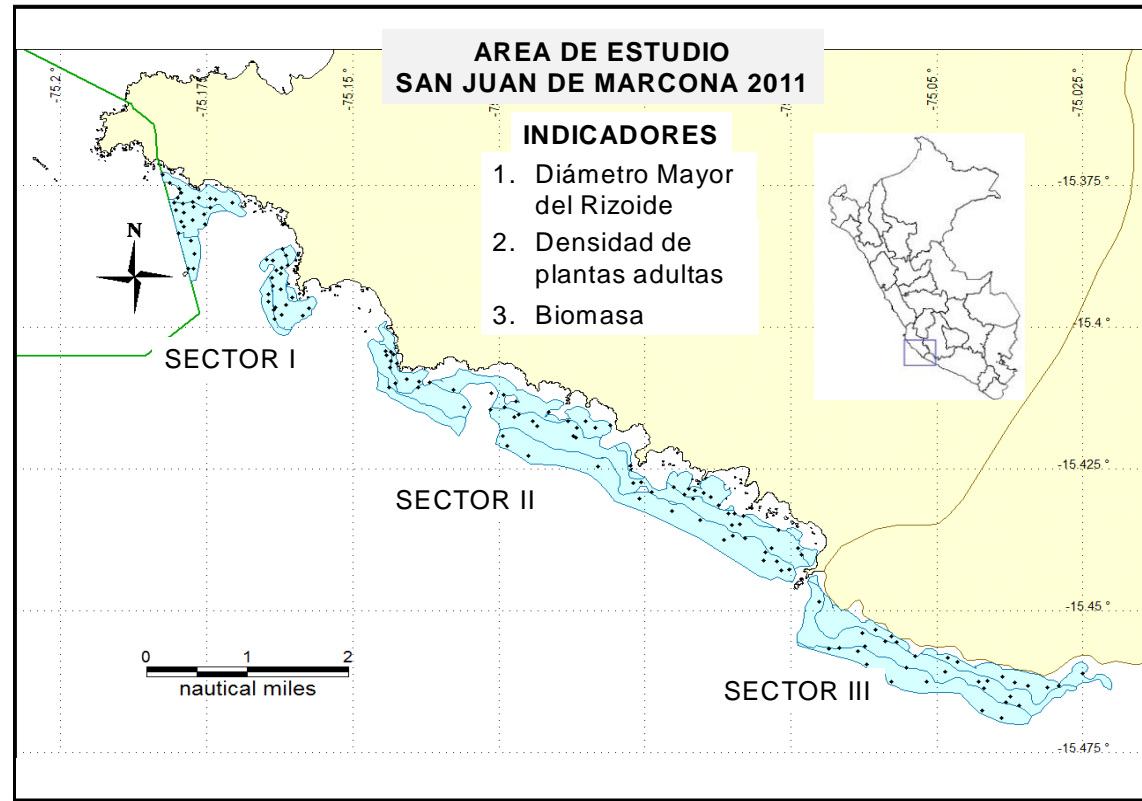 AREA DE ESTUDIO
SAN JUAN DE MARCONA 2011
-75.2 °
-75.175 °
-75.15 °
-75.05 °
-75.025 °
INDICADORES
1. Diámetro Mayor
del Rizoide
2. Densidad de
plantas adultas
3. Biomasa
-15.375 °
N
-15.4 °
SECTOR I
-15.425 °
SECTOR II
-15.45 °
0 1 2
nautical miles
SECTOR III
-15.475 °